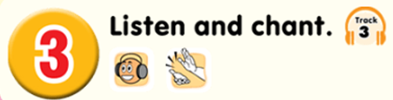 3 Listen and chant. Track
3